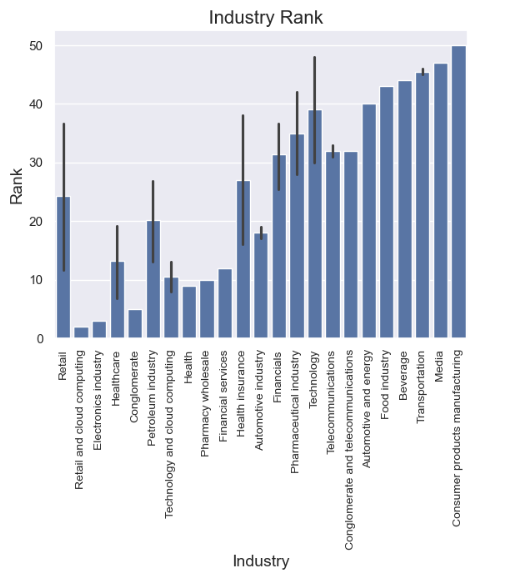 Industry Rank
50
40
30
20
10
0
Rank
Retail
Retail and cloud computing
Electronics industry
Healthcare
Conglomerate
Petroleum industry
Technology and cloud computing
Health
Pharmacy wholesale
Financial services
Health insurance
Automotive industry
Financials
Pharmaceutical industry
Technology
Telecommunications
Conglomerate and telecommunications
Automotive and energy
Food industry
Beverage
Transportation
Media
Consumer products manufacturing
Industry